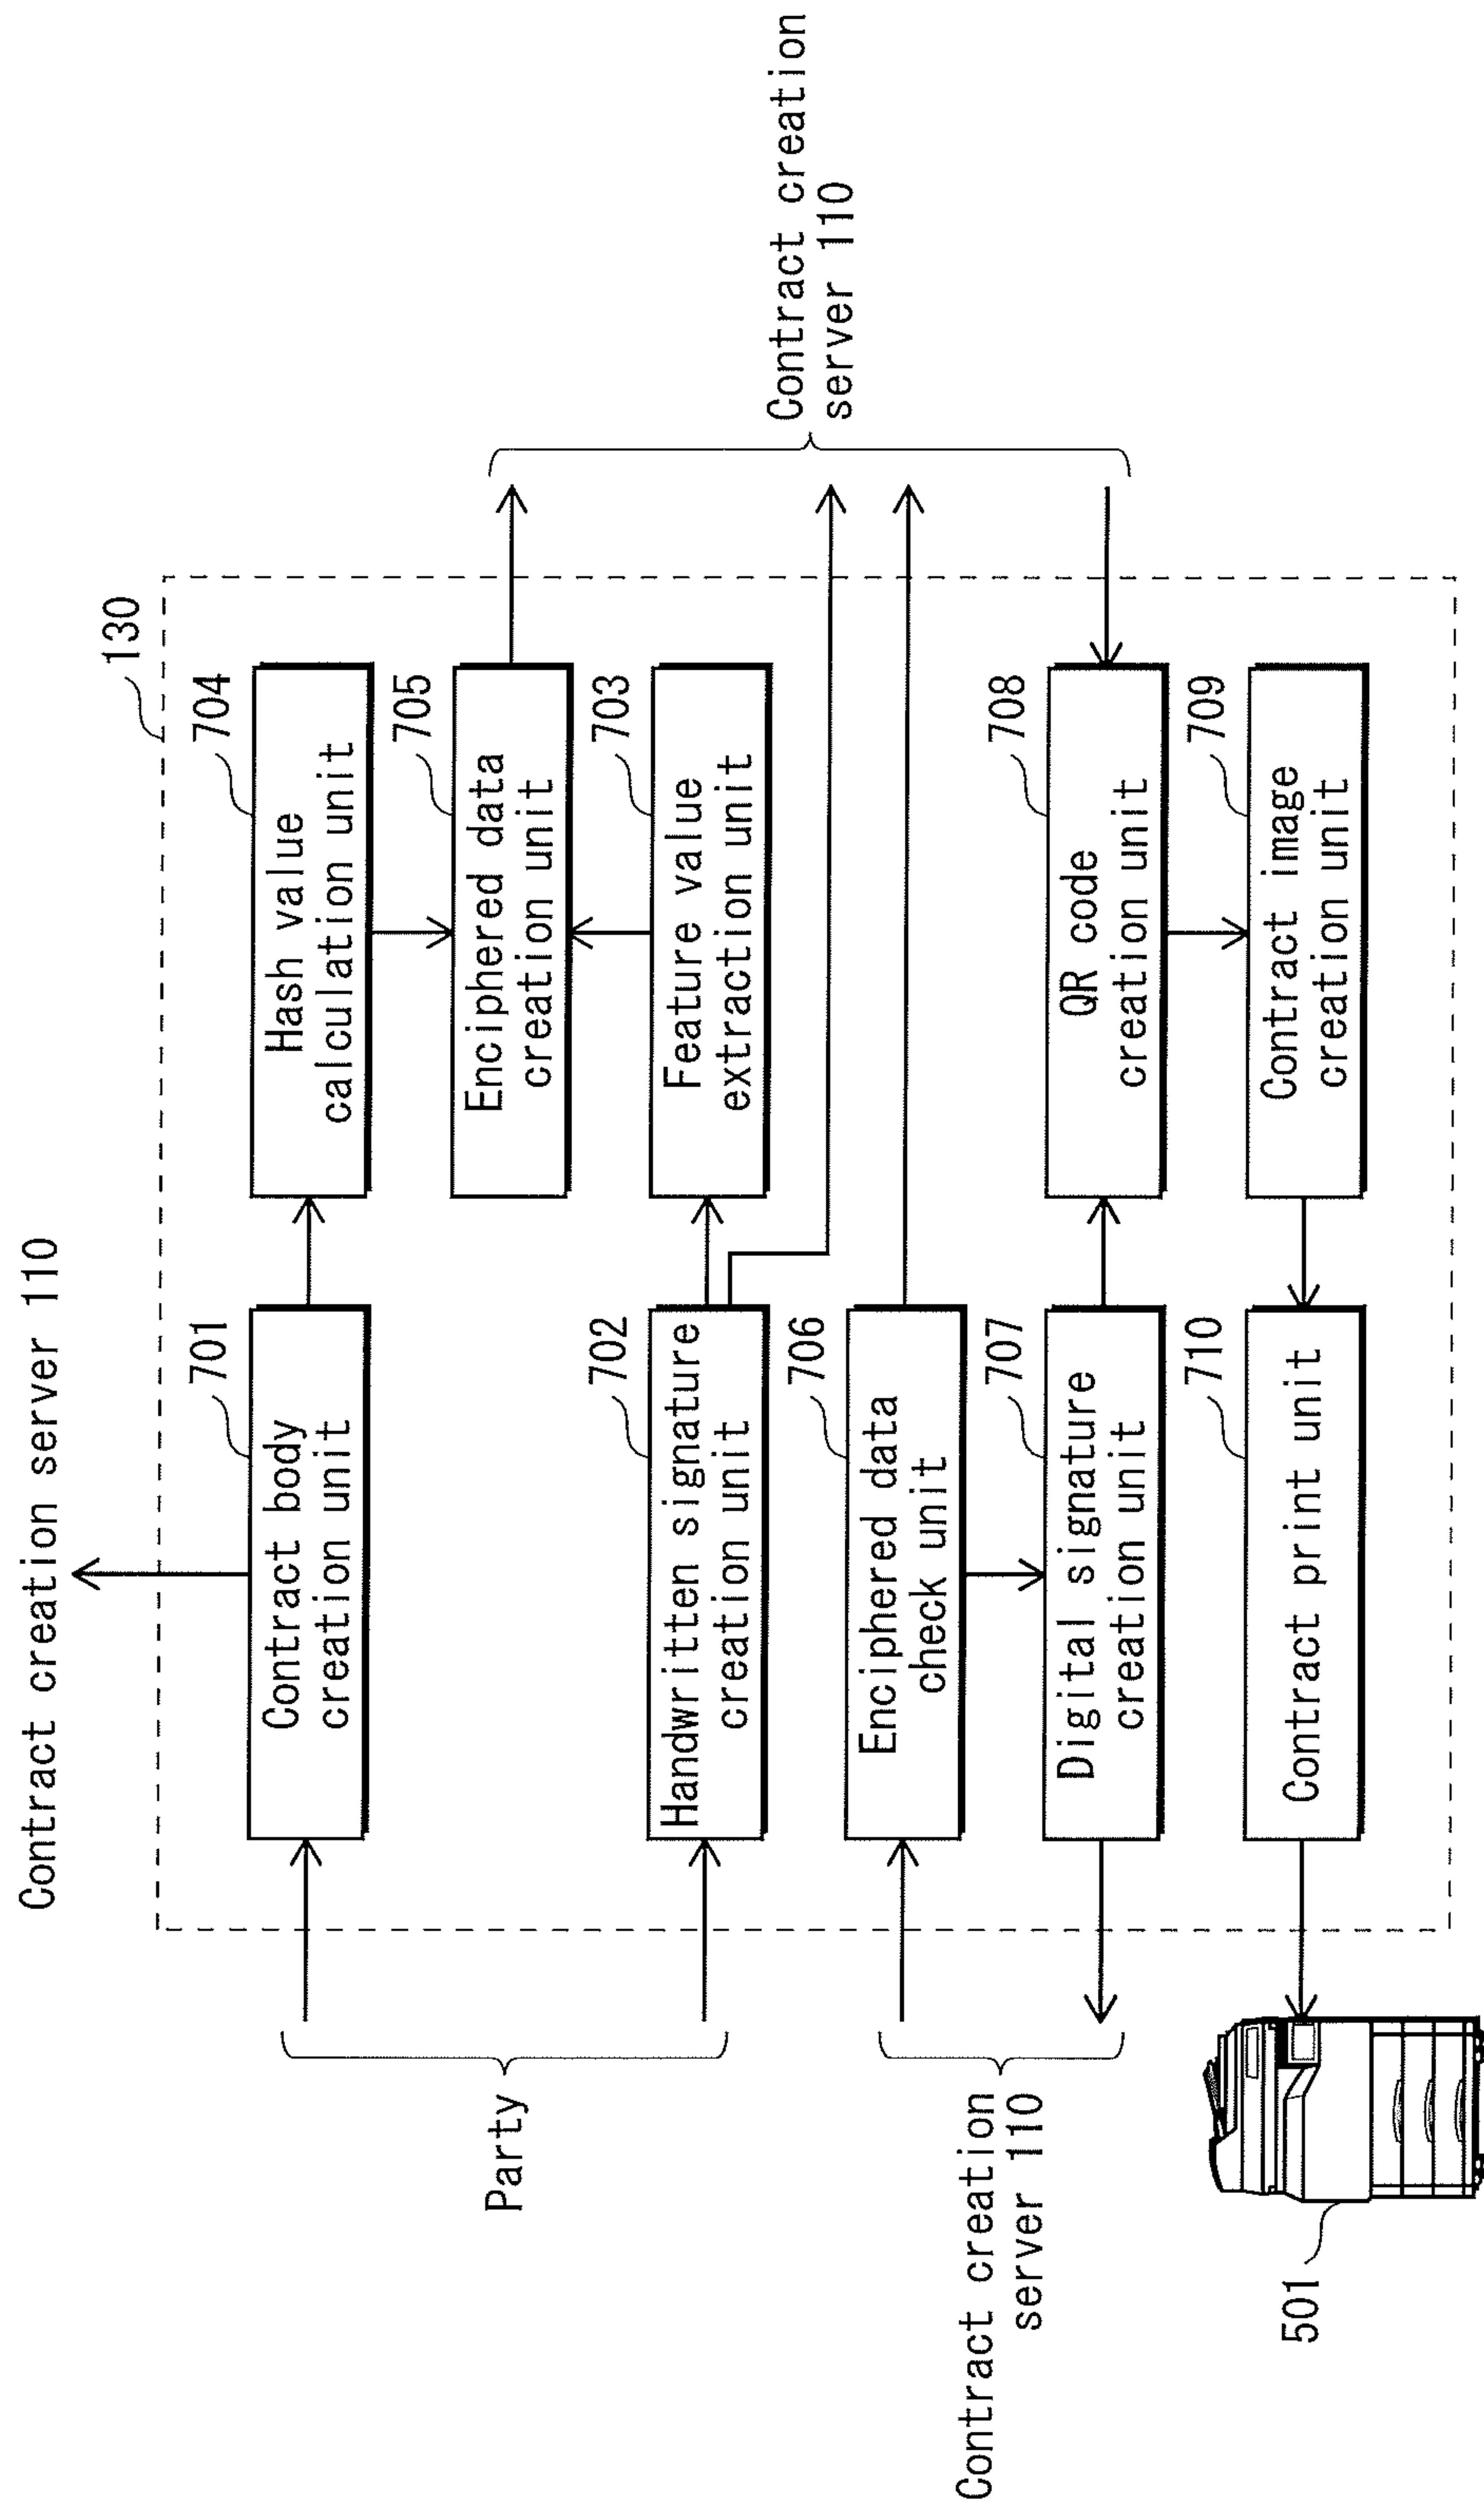 Contract creation server 110
130
701
Contract body
creation unit
704
Hash value
calculation unit
705
Enciphered data
creation unit
Party
702
Handwritten signature
creation unit
703
Feature value
extraction unit
Contract creation
server 110
706
Enciphered data
check unit
Contract creation
server 110
707
Digital signature
creation unit
708
QR code
creation unit
709
Contract image
creation unit
710
Contract print unit
501